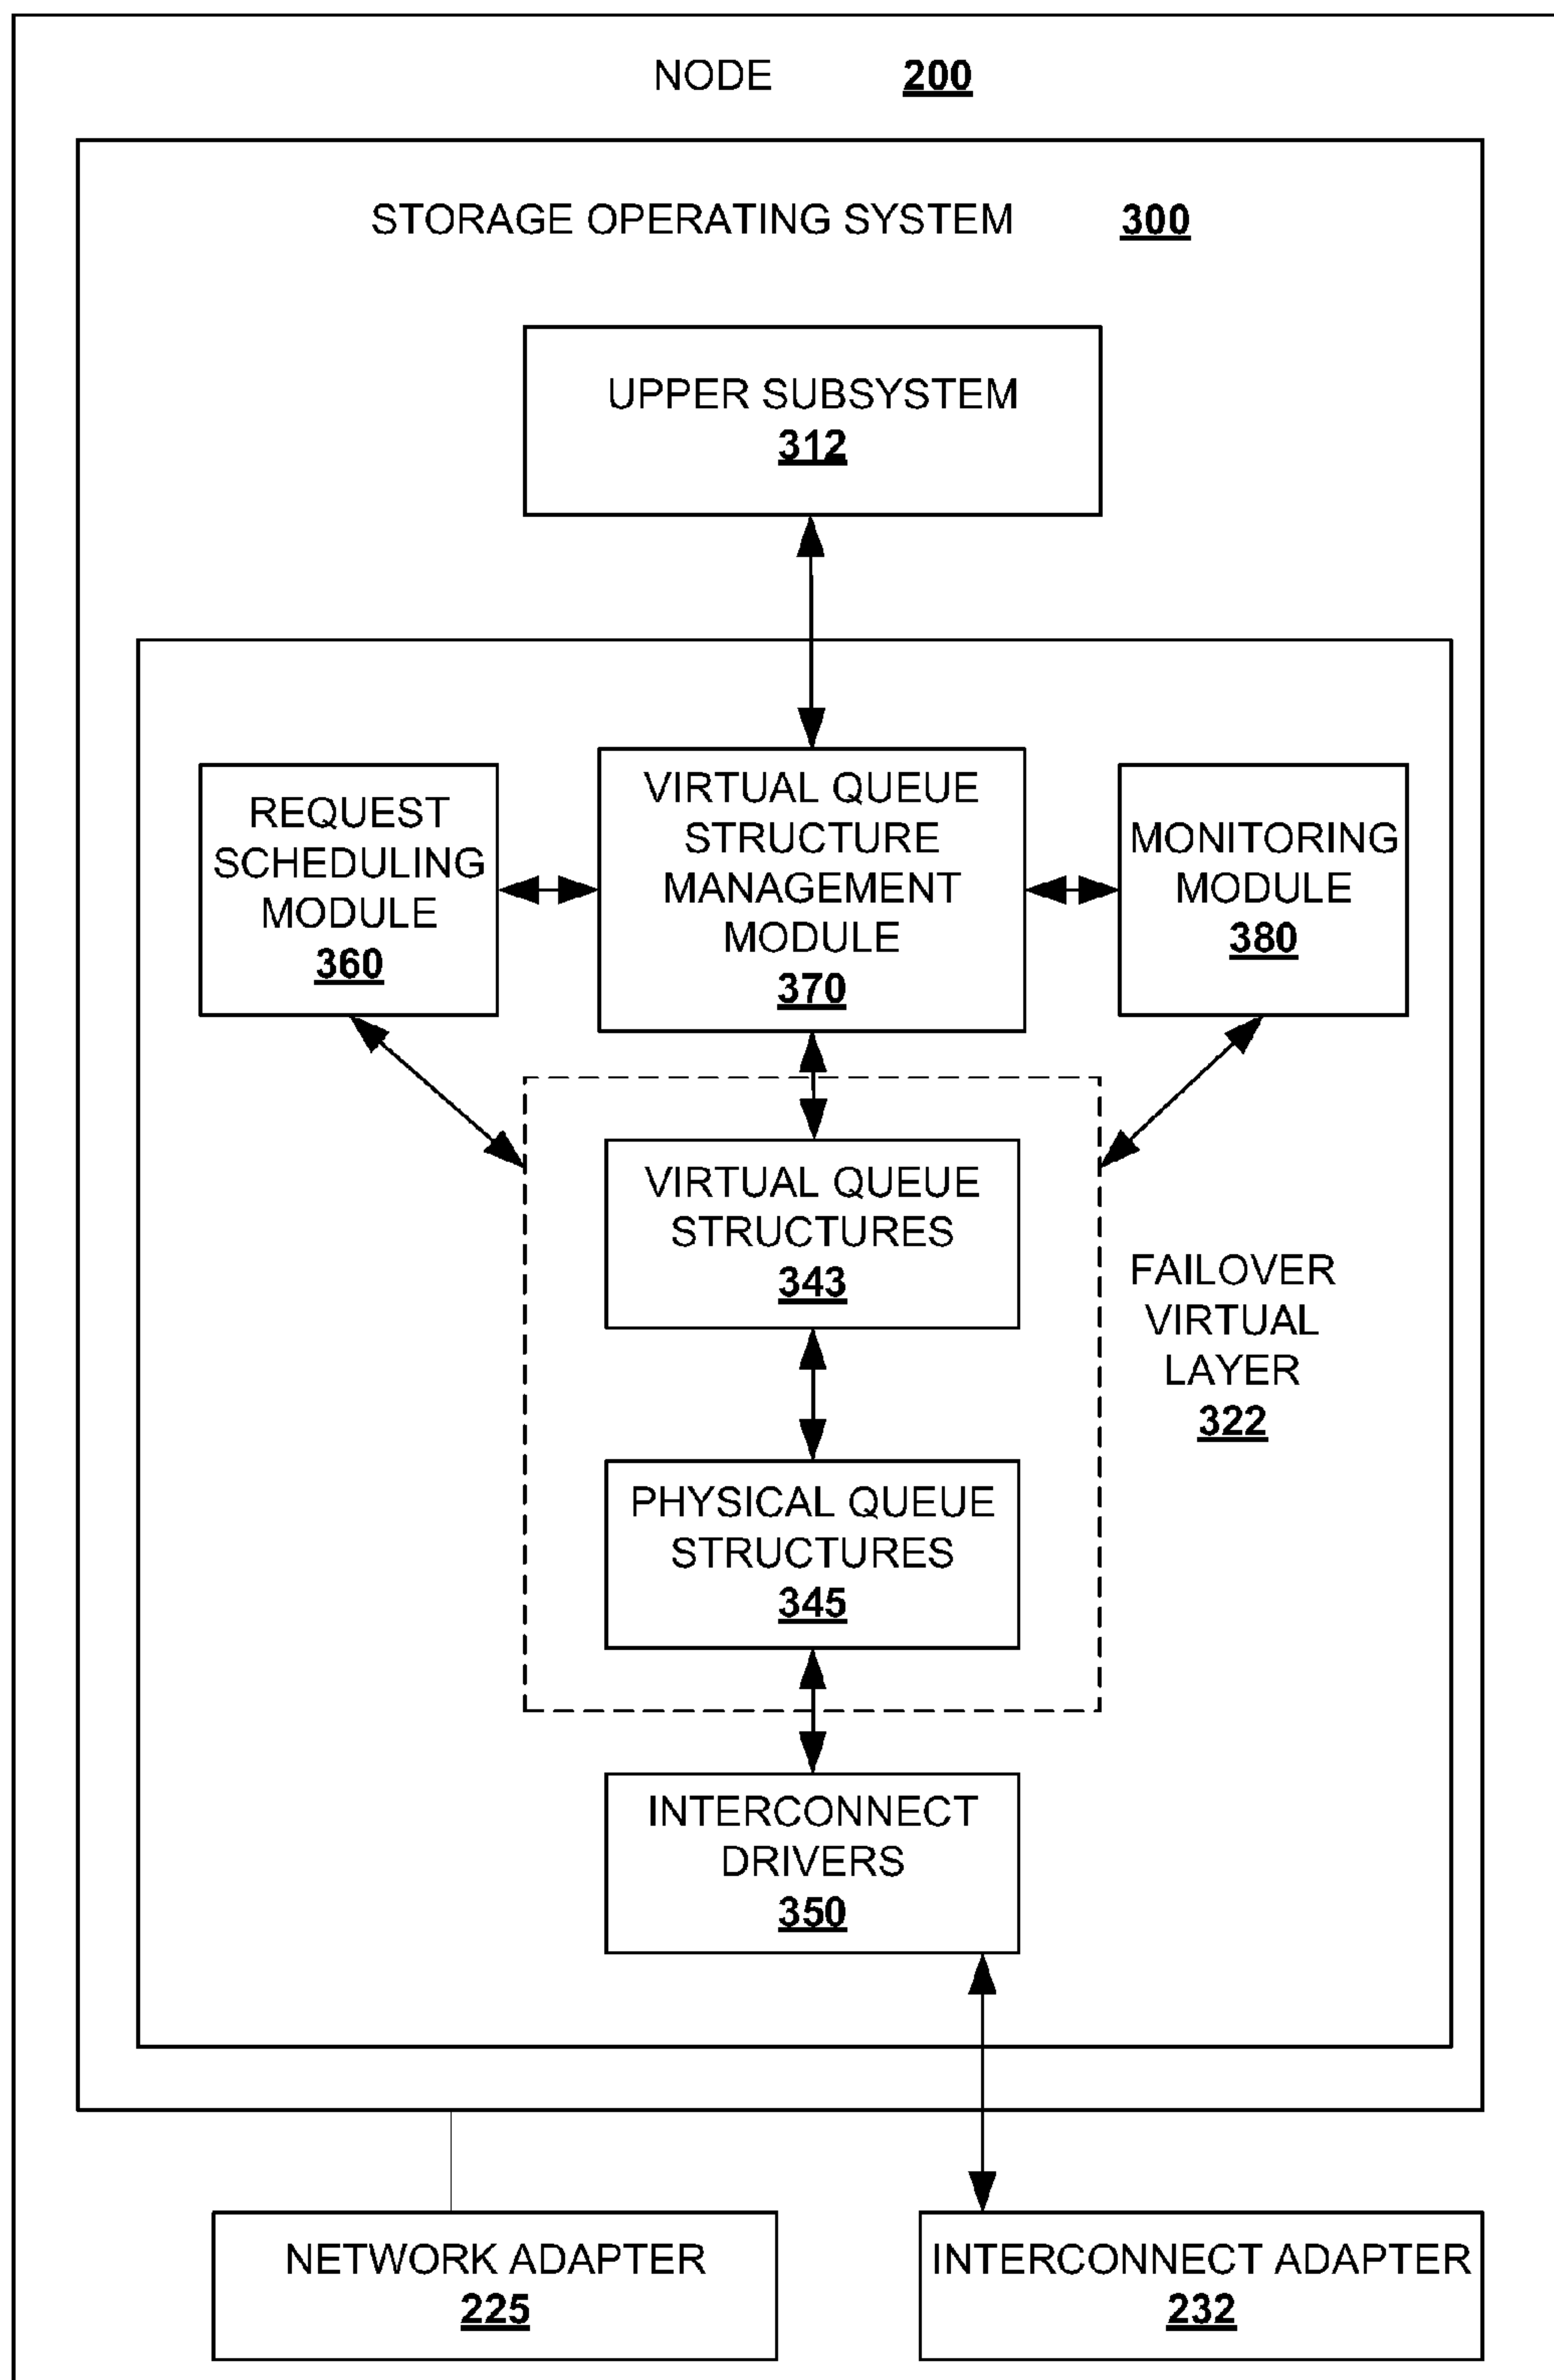 NODE 200
STORAGE OPERATING SYSTEM 300
UPPER SUBSYSTEM
312
REQUEST
SCHEDULING
MODULE
360
VIRTUAL QUEUE
STRUCTURE
MANAGEMENT
MODULE
370
MONITORING
MODULE
380
VIRTUAL QUEUE
STRUCTURES
343
FAILOVER
VIRTUAL
LAYER
322
PHYSICAL QUEUE
STRUCTURES
345
INTERCONNECT
DRIVERS
350
NETWORK ADAPTER
225
INTERCONNECT ADAPTER
232